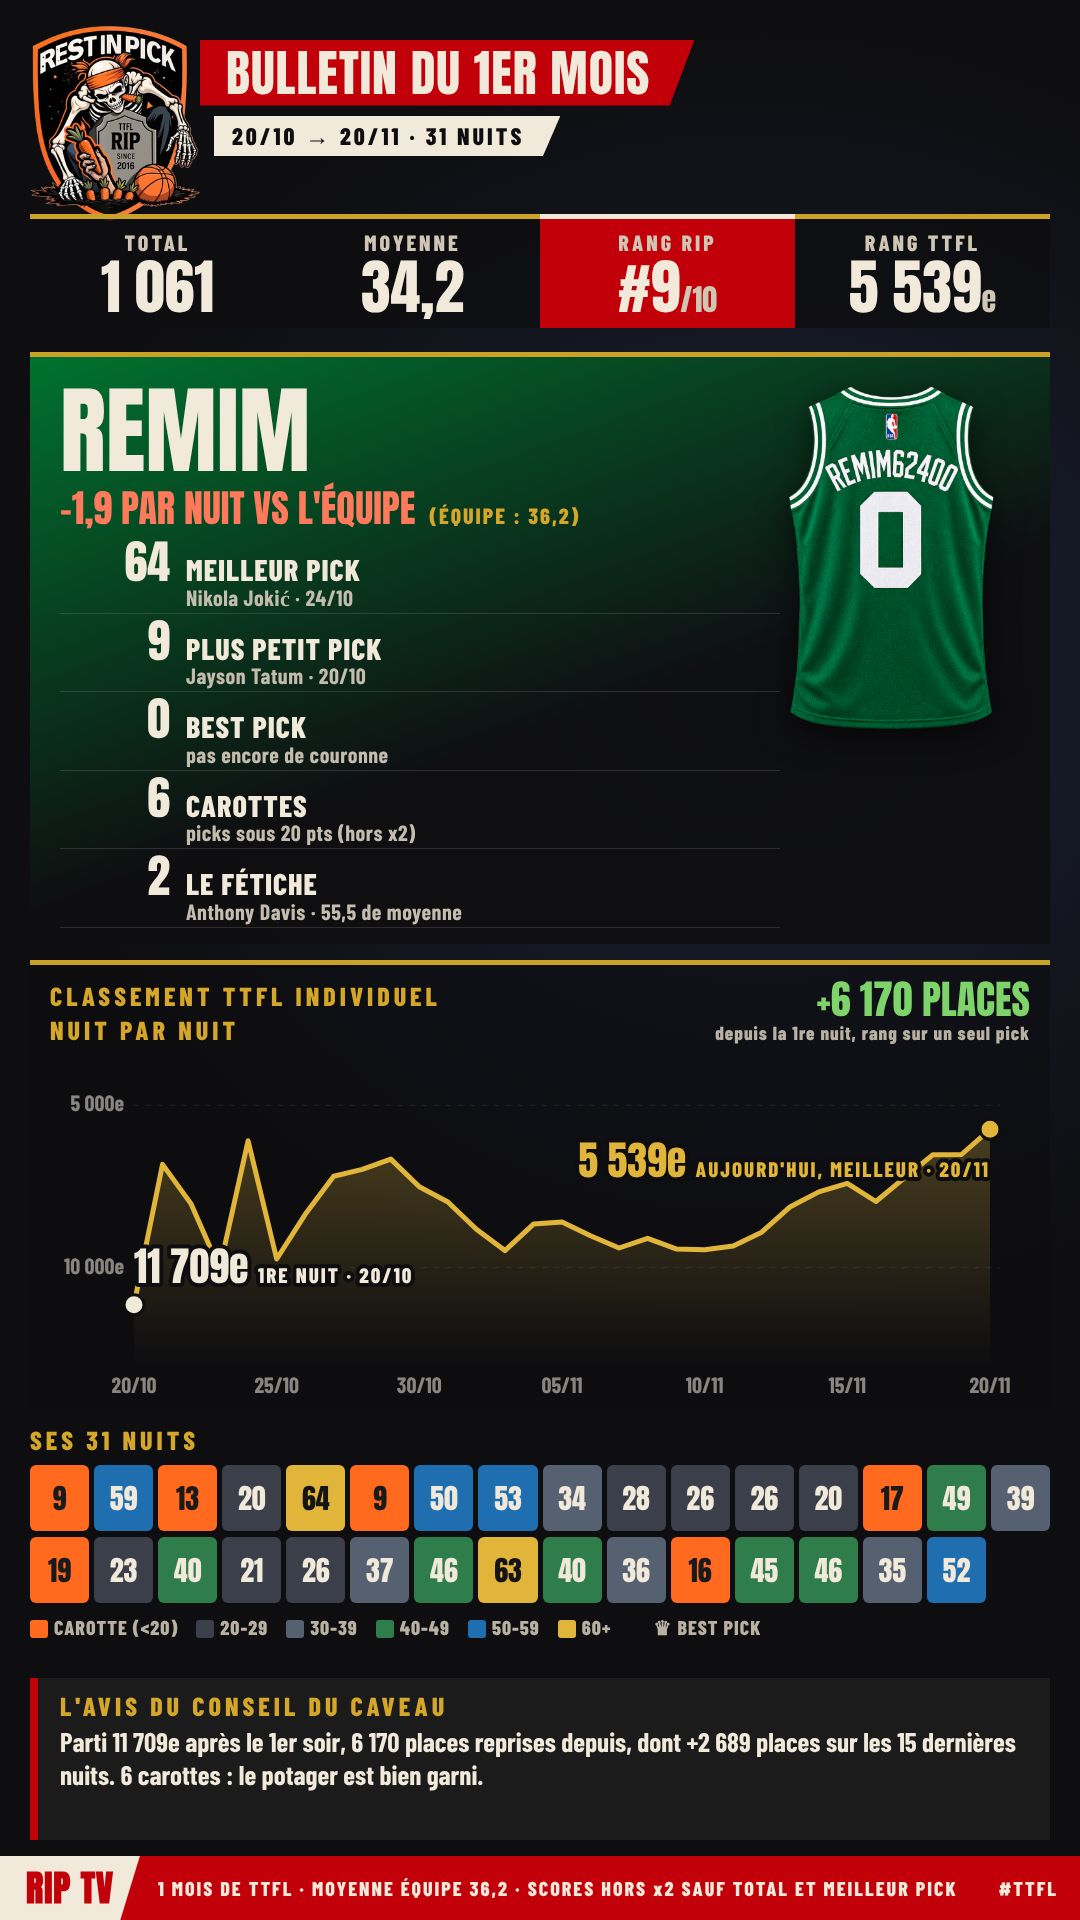 REST IN PICK
TTFL
RIP
SINCE
2016
BULLETIN DU 1ER MOIS
20/10 → 20/11 · 31 NUITS
TOTAL
1 061
MOYENNE
34,2
RANG RIP
#9/10
RANG TTFL
5 539e
REMIM
-1,9 PAR NUIT VS L'ÉQUIPE (ÉQUIPE : 36,2)
64 MEILLEUR PICK
Nikola Jokić · 24/10
9 PLUS PETIT PICK
Jayson Tatum · 20/10
0 BEST PICK
pas encore de couronne
6 CAROTTES
picks sous 20 pts (hors x2)
2 LE FÉTICHE
Anthony Davis · 55,5 de moyenne
REMIM62400
0
CLASSEMENT TTFL INDIVIDUEL
NUIT PAR NUIT
+6 170 PLACES
depuis la 1re nuit, rang sur un seul pick
5 000e
5 539e AUJOURD'HUI, MEILLEUR · 20/11
10 000e
11 709e 1RE NUIT · 20/10
20/10 25/10 30/10 05/11 10/11 15/11 20/11
SES 31 NUITS
9 59 13 20 64 9 50 53 34 28 26 26 20 17 49 39
19 23 40 21 26 37 46 63 40 36 16 45 46 35 52
CAROTTE (<20) 20-29 30-39 40-49 50-59 60+ ♛ BEST PICK
L'AVIS DU CONSEIL DU CAVEAU
Parti 11 709e après le 1er soir, 6 170 places reprises depuis, dont +2 689 places sur les 15 dernières
nuits. 6 carottes : le potager est bien garni.
RIP TV
1 MOIS DE TTFL · MOYENNE ÉQUIPE 36,2 · SCORES HORS x2 SAUF TOTAL ET MEILLEUR PICK
#TTFL